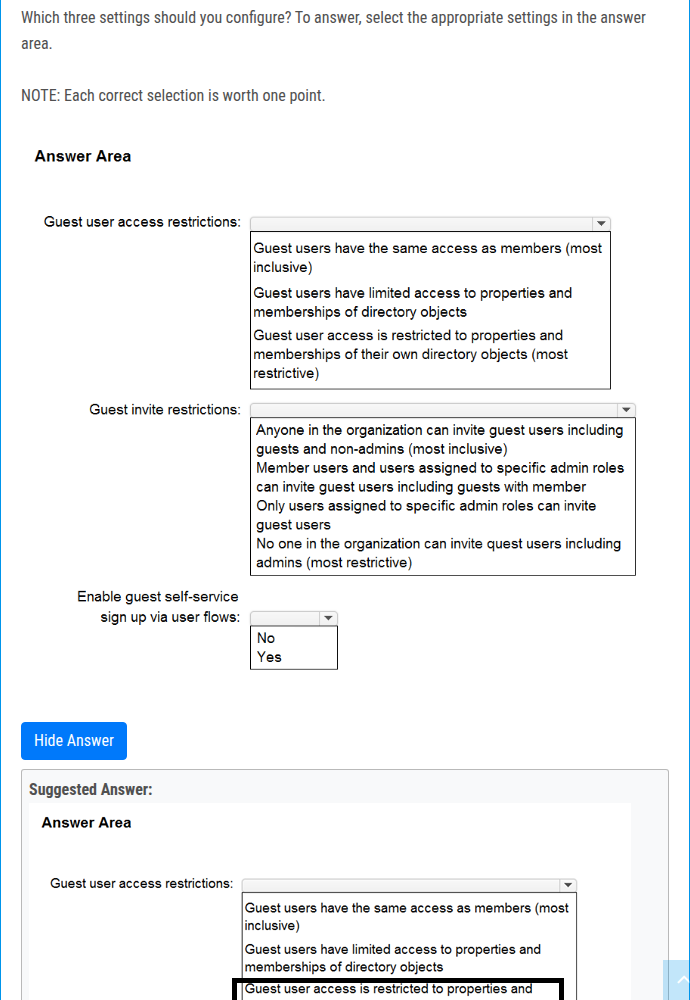 Which three settings should you configure? To answer, select the appropriate settings in the answer
area.
NOTE: Each correct selection is worth one point.
Answer Area
Guest user access restrictions:
Guest users have the same access as members (most
inclusive)
Guest users have limited access to properties and
memberships of directory objects
Guest user access is restricted to properties and
memberships of their own directory objects (most
restrictive)
Guest invite restrictions:
Anyone in the organization can invite guest users including
guests and non-admins (most inclusive)
Member users and users assigned to specific admin roles
can invite guest users including guests with member
Only users assigned to specific admin roles can invite
guest users
No one in the organization can invite quest users including
admins (most restrictive)
Enable guest self-service
sign up via user flows:
No
Yes
Hide Answer
Suggested Answer:
Answer Area
Guest user access restrictions:
Guest users have the same access as members (most
inclusive)
Guest users have limited access to properties and
memberships of directory objects
Guest user access is restricted to properties and